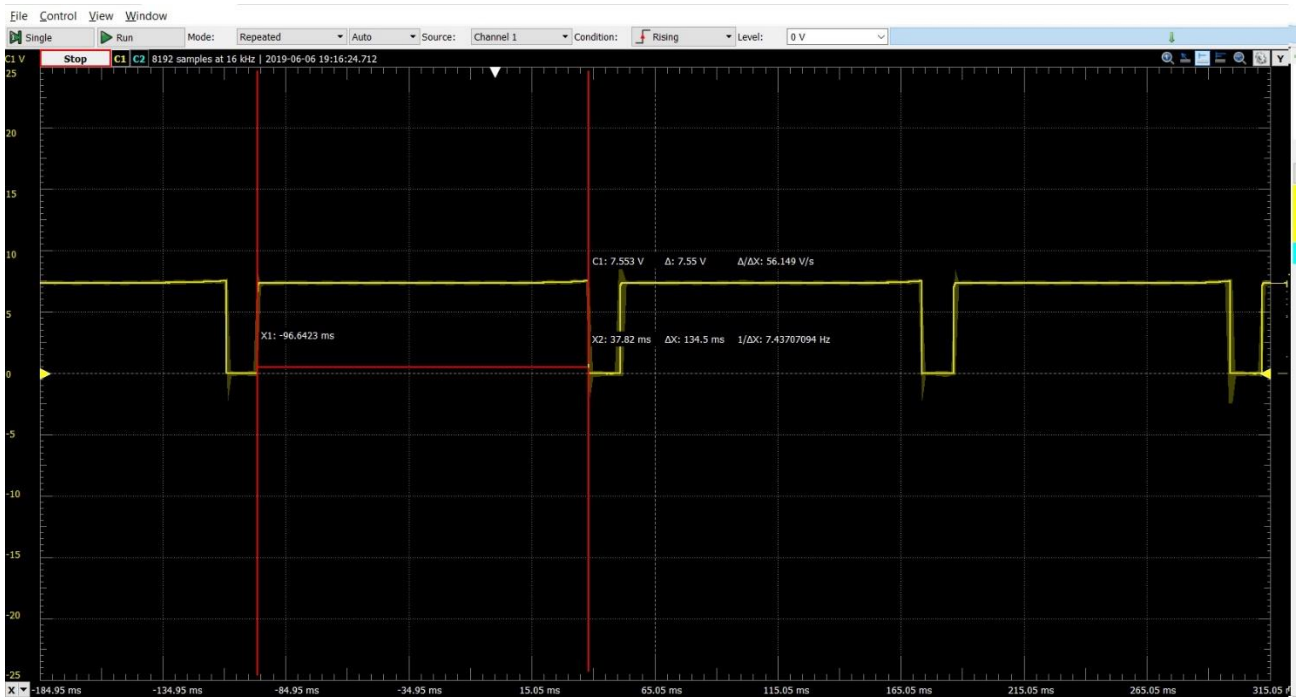 File Control View Window
Single Run Mode: Repeated Auto Source: Channel 1 Condition: Rising Level: 0 V
C1 V Stop C1 C2 8192 samples at 16 kHz | 2019-06-06 19:16:24.712 Y
25
20
15
10
C1: 7.553 V Δ: 7.55 V Δ/ΔX: 56.149 V/s
5
X1: -96.6423 ms
X2: 37.82 ms ΔX: 134.5 ms 1/ΔX: 7.43707094 Hz
0
-5
-10
-15
-20
-25
X -184.95 ms -134.95 ms -84.95 ms -34.95 ms 15.05 ms 65.05 ms 115.05 ms 165.05 ms 215.05 ms 265.05 ms 315.05